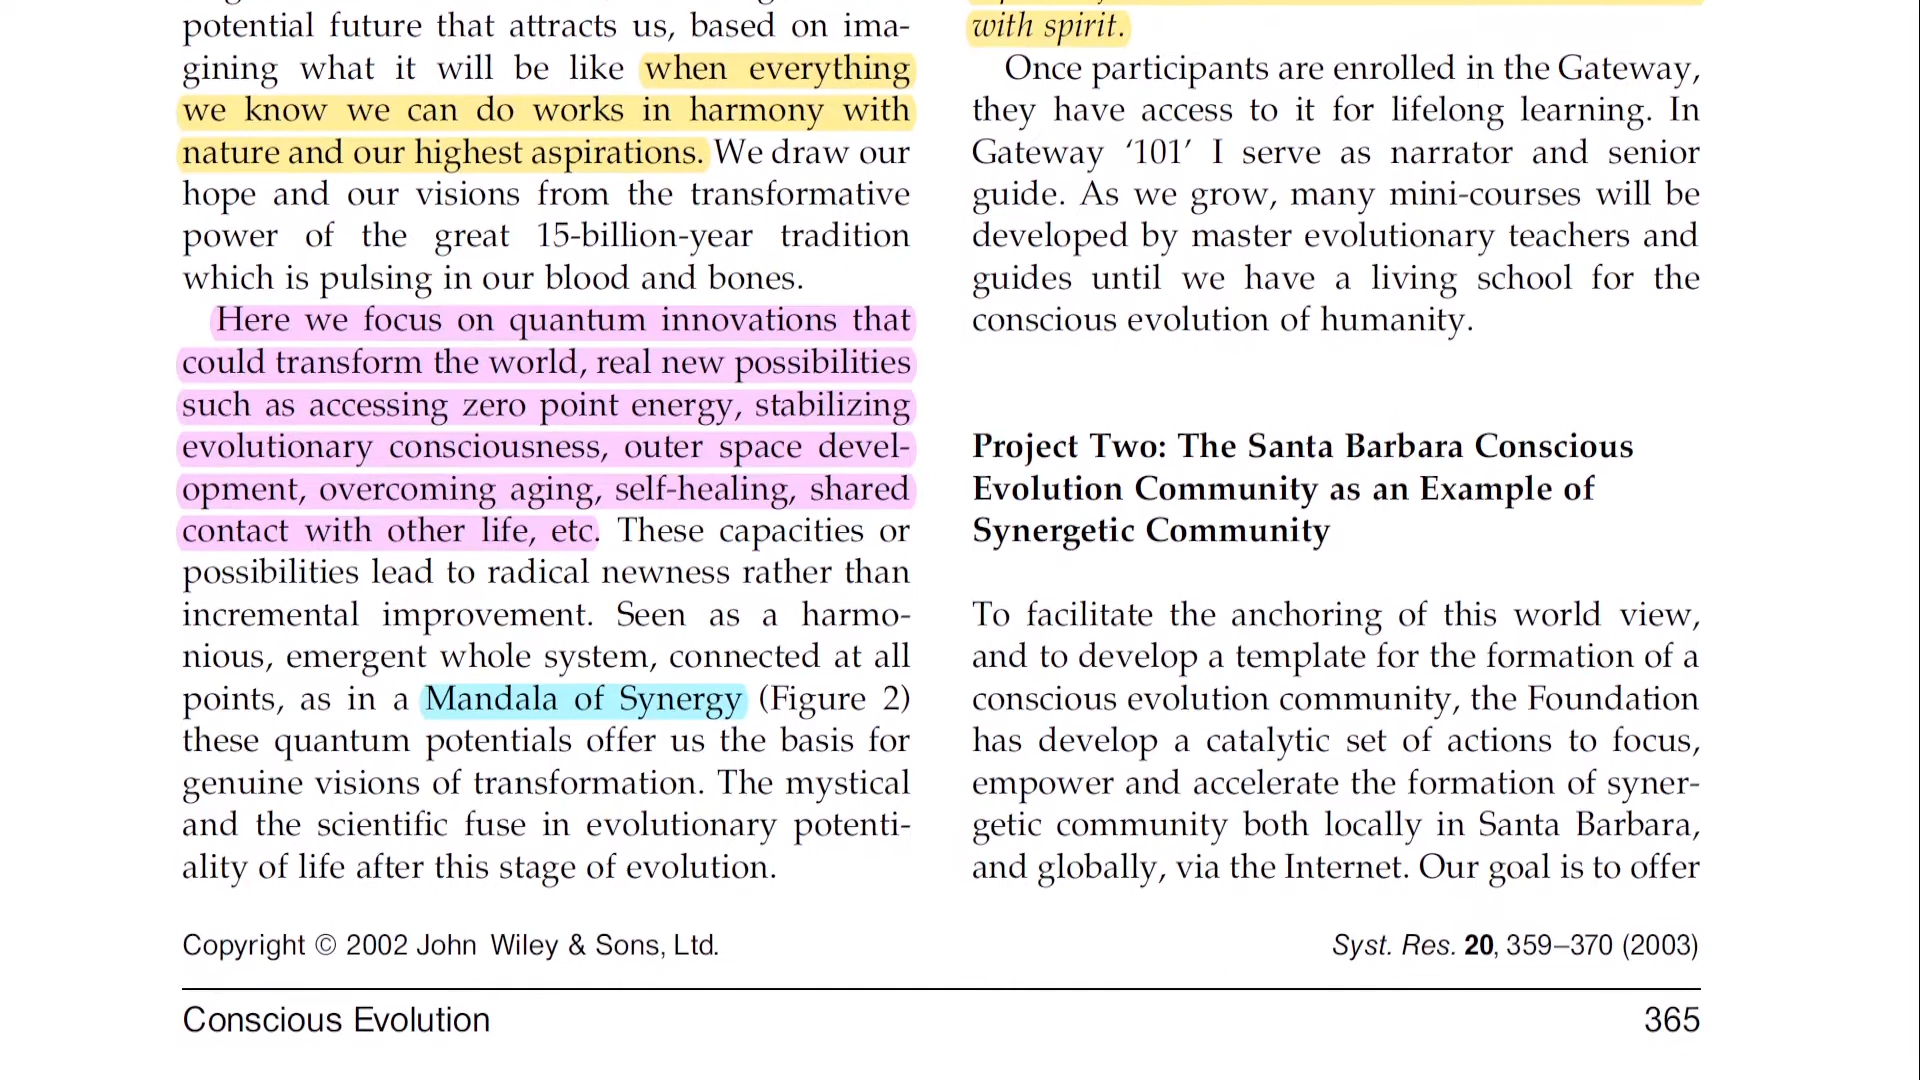 potential future that attracts us, based on ima-
gining what it will be like when everything
we know we can do works in harmony with
nature and our highest aspirations. We draw our
hope and our visions from the transformative
power of the great 15-billion-year tradition
which is pulsing in our blood and bones.
Here we focus on quantum innovations that
could transform the world, real new possibilities
such as accessing zero point energy, stabilizing
evolutionary consciousness, outer space devel-
opment, overcoming aging, self-healing, shared
contact with other life, etc. These capacities or
possibilities lead to radical newness rather than
incremental improvement. Seen as a harmo-
nious, emergent whole system, connected at all
points, as in a Mandala of Synergy (Figure 2)
these quantum potentials offer us the basis for
genuine visions of transformation. The mystical
and the scientific fuse in evolutionary potenti-
ality of life after this stage of evolution.
with spirit.
Once participants are enrolled in the Gateway,
they have access to it for lifelong learning. In
Gateway ‘101’ I serve as narrator and senior
guide. As we grow, many mini-courses will be
developed by master evolutionary teachers and
guides until we have a living school for the
conscious evolution of humanity.
Project Two: The Santa Barbara Conscious
Evolution Community as an Example of
Synergetic Community
To facilitate the anchoring of this world view,
and to develop a template for the formation of a
conscious evolution community, the Foundation
has develop a catalytic set of actions to focus,
empower and accelerate the formation of syner-
getic community both locally in Santa Barbara,
and globally, via the Internet. Our goal is to offer
Copyright © 2002 John Wiley & Sons, Ltd.
Syst. Res. 20, 359–370 (2003)
Conscious Evolution
365